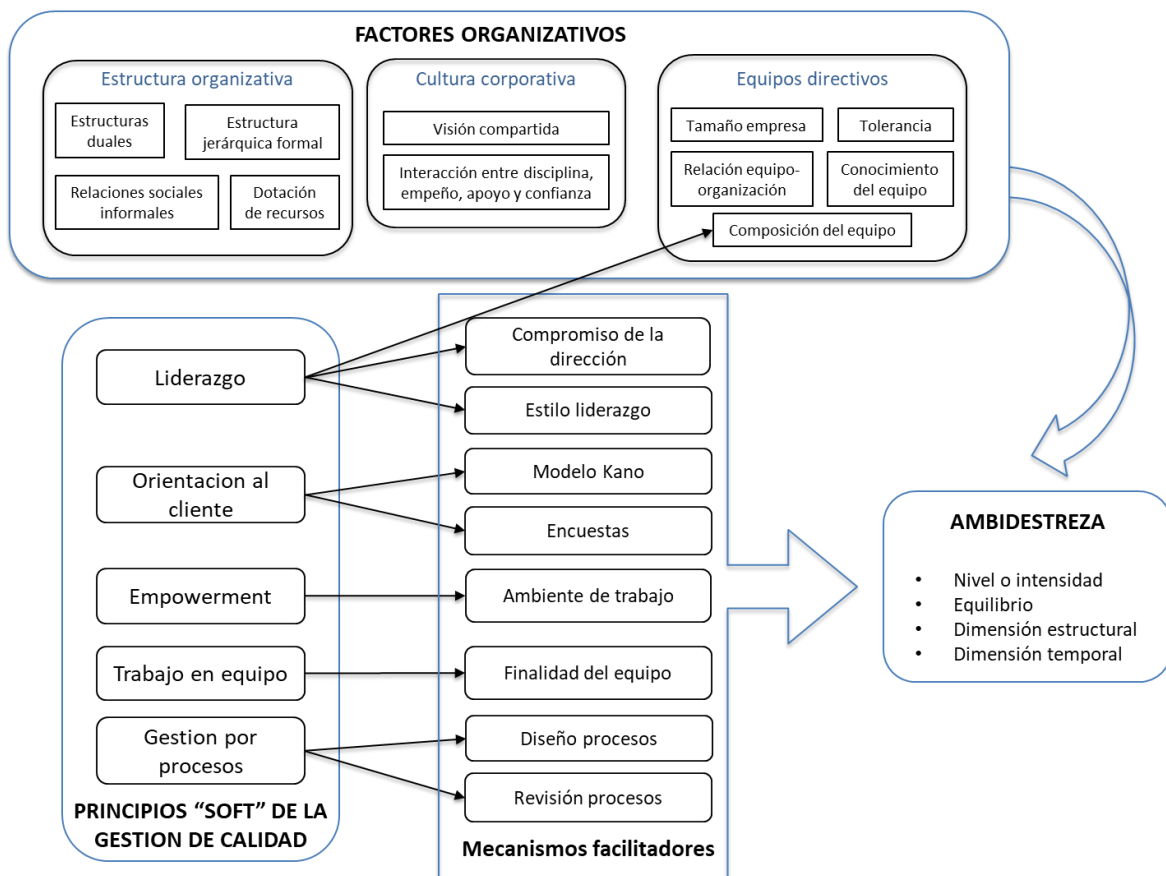 FACTORES ORGANIZATIVOS
Estructura organizativa
Estructuras
duales
Estructura
jerárquica formal
Relaciones sociales
informales
Dotación
de recursos
Cultura corporativa
Visión compartida
Interacción entre disciplina,
empeño, apoyo y confianza
Equipos directivos
Tamaño empresa
Tolerancia
Relación equipo-
organización
Conocimiento
del equipo
Composición del equipo
Liderazgo
Orientacion al
cliente
Empowerment
Trabajo en equipo
Gestion por
procesos
PRINCIPIOS “SOFT” DE LA
GESTION DE CALIDAD
Compromiso de la
dirección
Estilo liderazgo
Modelo Kano
Encuestas
Ambiente de trabajo
Finalidad del equipo
Diseño procesos
Revisión procesos
Mecanismos facilitadores
AMBIDESTREZA
• Nivel o intensidad
• Equilibrio
• Dimensión estructural
• Dimensión temporal